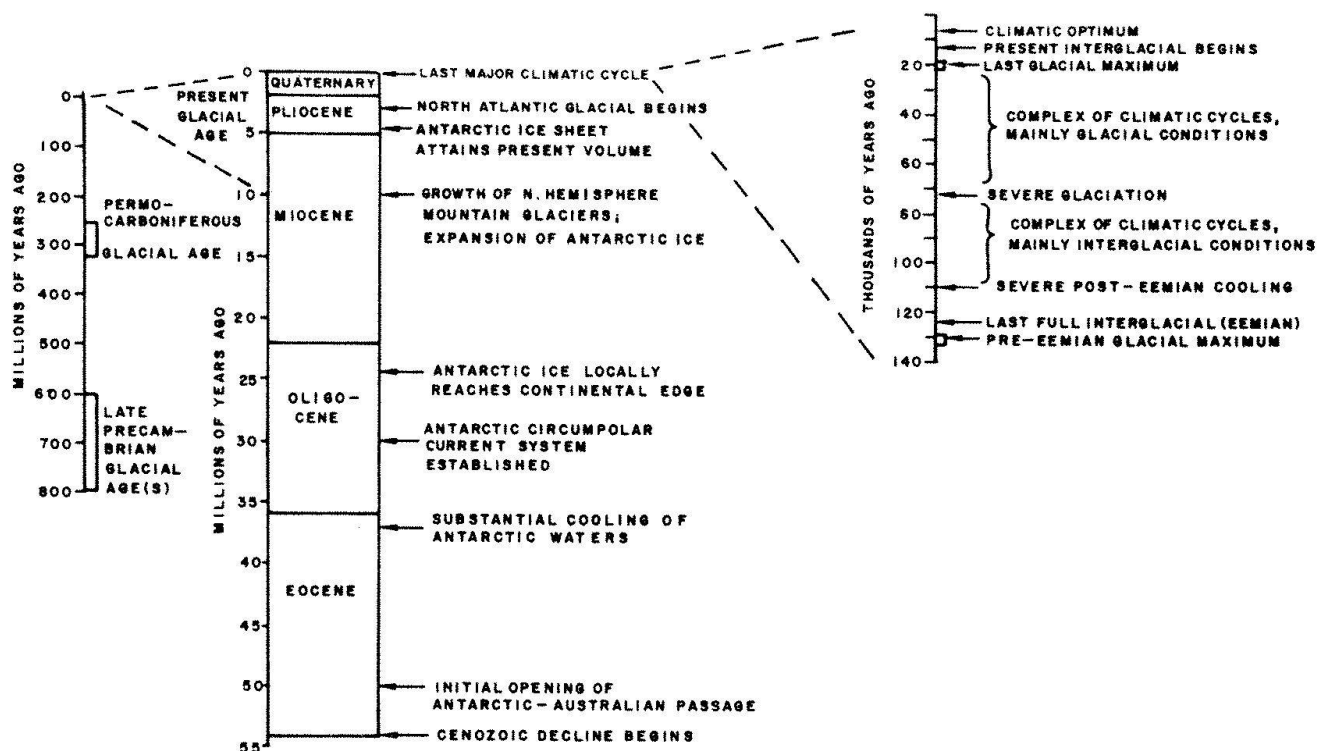 MILLIONS OF YEARS AGO
0
100
200
300
400
500
600
700
800
PERMO-
CARBONIFEROUS
GLACIAL AGE
LATE
PRECAM-
BRIAN
GLACIAL
AGE(S)
PRESENT
GLACIAL
AGE
MILLIONS OF YEARS AGO
0
5
10
15
20
25
30
35
40
45
50
55
QUATERNARY
PLIOCENE
MIOCENE
OLIGO-
CENE
EOCENE
LAST MAJOR CLIMATIC CYCLE
NORTH ATLANTIC GLACIAL BEGINS
ANTARCTIC ICE SHEET
ATTAINS PRESENT VOLUME
GROWTH OF N. HEMISPHERE
MOUNTAIN GLACIERS;
EXPANSION OF ANTARCTIC ICE
ANTARCTIC ICE LOCALLY
REACHES CONTINENTAL EDGE
ANTARCTIC CIRCUMPOLAR
CURRENT SYSTEM
ESTABLISHED
SUBSTANTIAL COOLING OF
ANTARCTIC WATERS
INITIAL OPENING OF
ANTARCTIC-AUSTRALIAN PASSAGE
CENOZOIC DECLINE BEGINS
THOUSANDS OF YEARS AGO
20
40
60
80
100
120
140
CLIMATIC OPTIMUM
PRESENT INTERGLACIAL BEGINS
LAST GLACIAL MAXIMUM
COMPLEX OF CLIMATIC CYCLES,
MAINLY GLACIAL CONDITIONS
SEVERE GLACIATION
COMPLEX OF CLIMATIC CYCLES,
MAINLY INTERGLACIAL CONDITIONS
SEVERE POST-EEMIAN COOLING
LAST FULL INTERGLACIAL (EEMIAN)
PRE-EEMIAN GLACIAL MAXIMUM